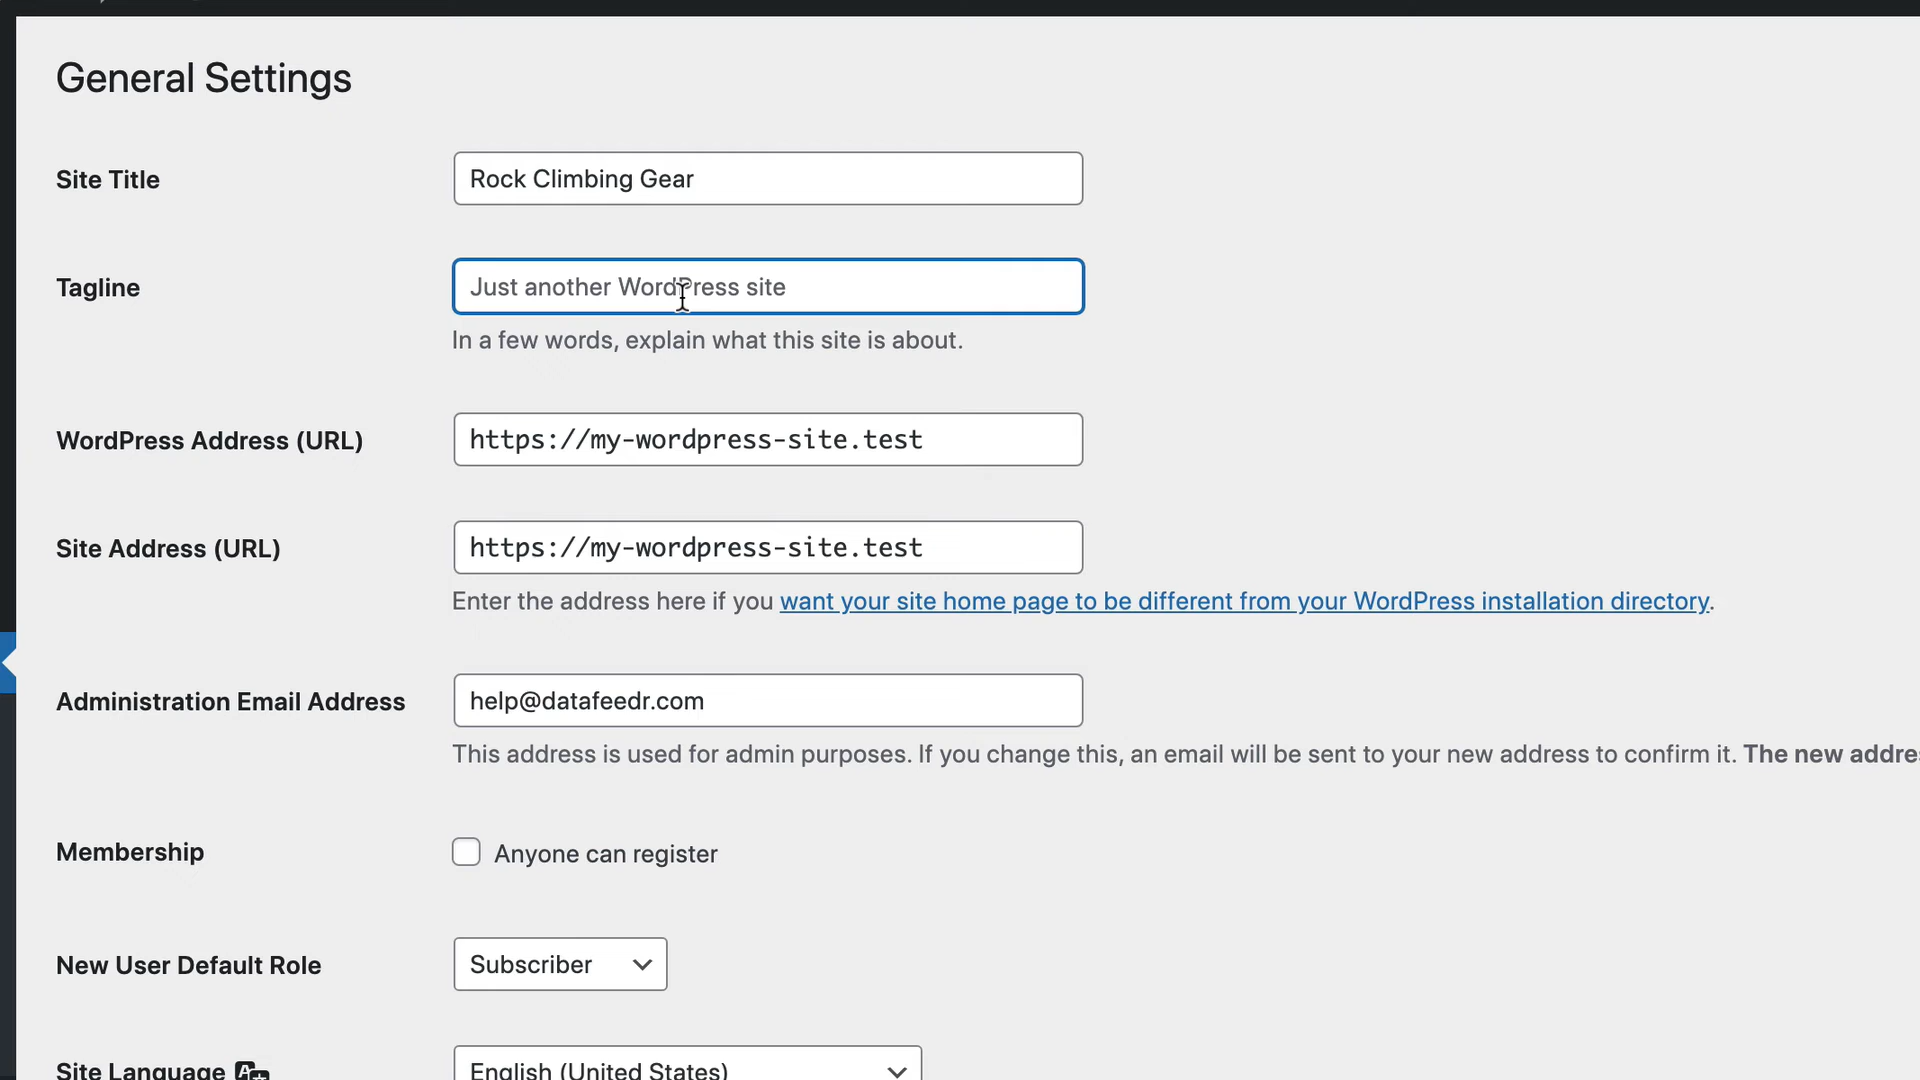 General Settings
Site Title
Rock Climbing Gear
Tagline
Just another WordPress site
In a few words, explain what this site is about.
WordPress Address (URL)
https://my-wordpress-site.test
Site Address (URL)
https://my-wordpress-site.test
Enter the address here if you want your site home page to be different from your WordPress installation directory.
Administration Email Address
help@datafeedr.com
This address is used for admin purposes. If you change this, an email will be sent to your new address to confirm it. The new addre
Membership
Anyone can register
New User Default Role
Subscriber
Site Language
English (United States)